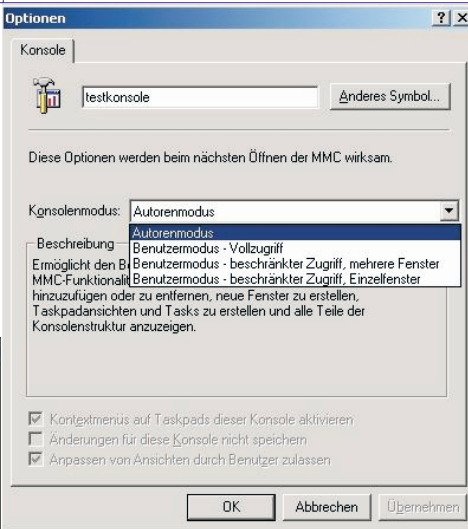 Optionen
Konsole
testkonsole
Anderes Symbol...
Diese Optionen werden beim nächsten Öffnen der MMC wirksam.
Konsolenmodus: Autorenmodus
Autorenmodus
Benutzermodus - Vollzugriff
Benutzermodus - beschränkter Zugriff, mehrere Fenster
Benutzermodus - beschränkter Zugriff, Einzelfenster
Beschreibung
Ermöglicht den
MMC-Funktionalit
hinzuzufügen oder zu entfernen, neue Fenster zu erstellen,
Taskpadansichten und Tasks zu erstellen und alle Teile der
Konsolenstruktur anzuzeigen.
Kontextmenüs auf Taskpads dieser Konsole aktivieren
Änderungen für diese Konsole nicht speichern
Anpassen von Ansichten durch Benutzer zulassen
OK Abbrechen Übernehmen